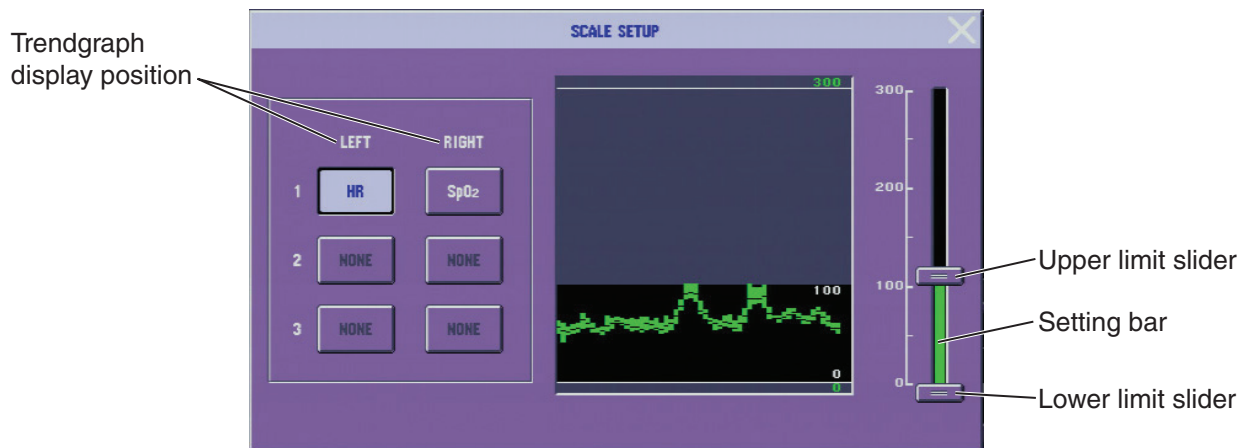 SCALE SETUP
Trendgraph
display position
LEFT RIGHT
1 HR SpO2
2 NONE NONE
3 NONE NONE
300
100
0
0
300
200
100
0
Upper limit slider
Setting bar
Lower limit slider